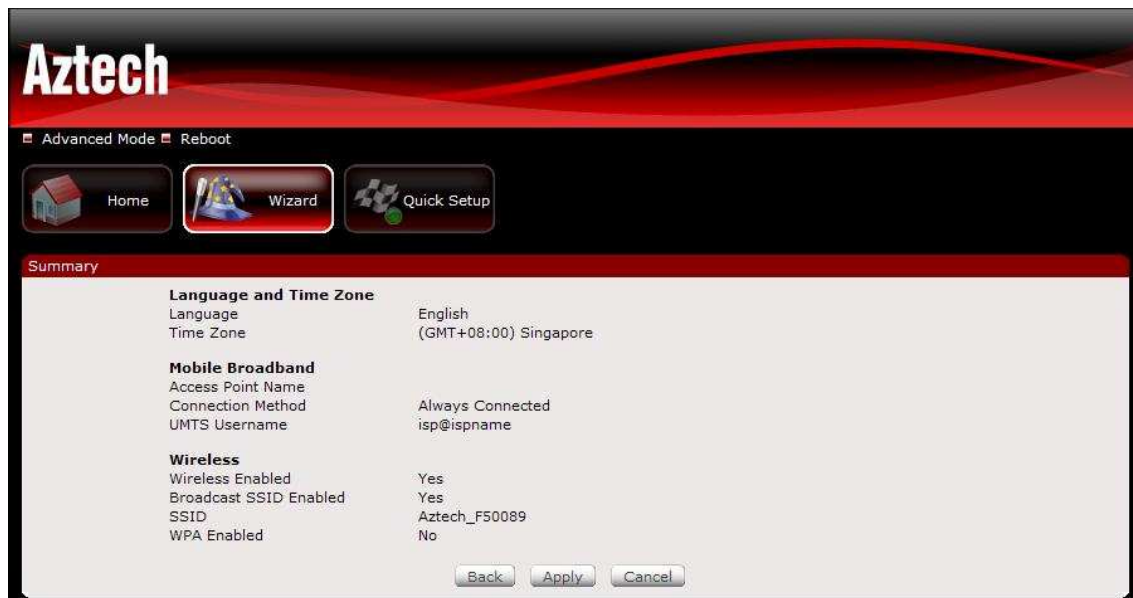 Aztech
Advanced Mode Reboot
Home Wizard Quick Setup
Summary
Language and Time Zone
Language English
Time Zone (GMT+08:00) Singapore
Mobile Broadband
Access Point Name
Connection Method Always Connected
UMTS Username isp@ispname
Wireless
Wireless Enabled Yes
Broadcast SSID Enabled Yes
SSID Aztech_F50089
WPA Enabled No
Back Apply Cancel